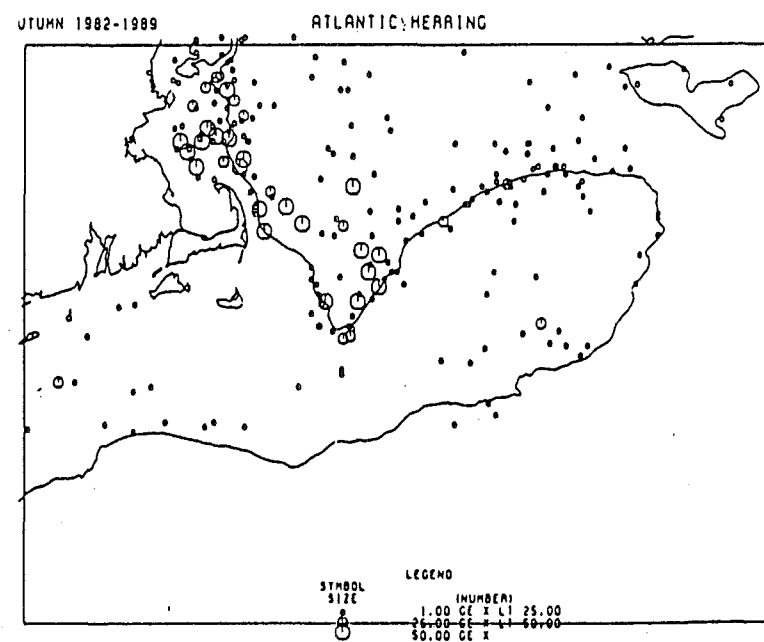 UTUMN 1982-1989 ATLANTIC HERRING
LEGEND
SYMBOL
SIZE (NUMBER)
1.00 GE X LT 25.00
25.00 GE X LT 50.00
50.00 GE X